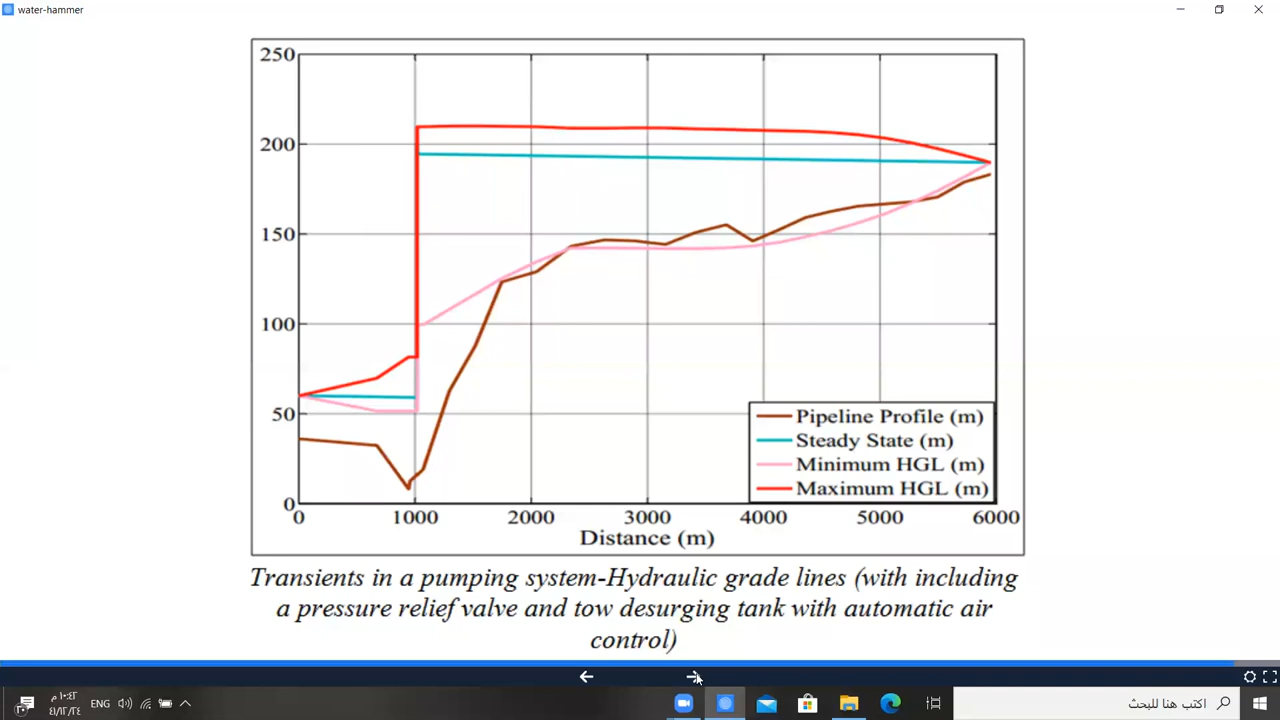 water-hammer
250
200
150
100
50
0
0 1000 2000 3000 4000 5000 6000
Distance (m)
Pipeline Profile (m)
Steady State (m)
Minimum HGL (m)
Maximum HGL (m)
Transients in a pumping system-Hydraulic grade lines (with including
a pressure relief valve and tow desurging tank with automatic air
control)
ENG
اكتب هنا للبحث